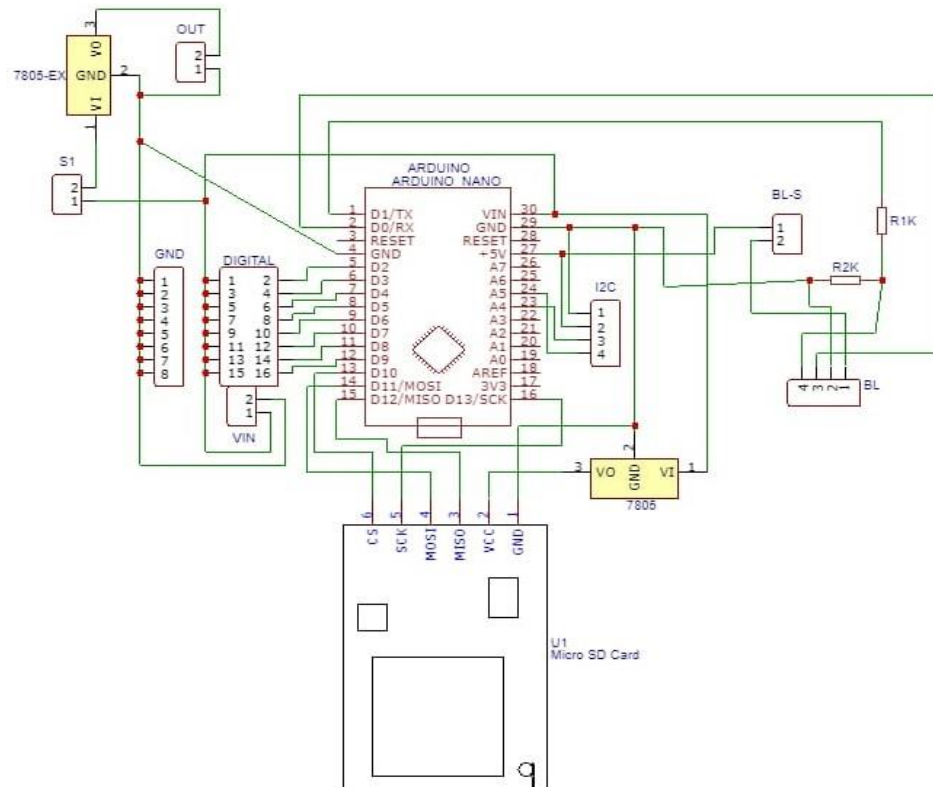 3
OUT
VO
2
1
7805-EX
GND
2
VI
1
S1
2
1
ARDUINO
ARDUINO NANO
1 D1/TX VIN 30
2 D0/RX GND 29
3 RESET RESET 28
4 GND +5V 27
5 D2 A7 26
6 D3 A6 25
7 D4 A5 24
8 D5 A4 23
9 D6 A3 22
10 D7 A2 21
11 D8 A1 20
12 D9 A0 19
13 D10 AREF 18
14 D11/MOSI 3V3 17
15 D12/MISO D13/SCK 16
BL-S
1
2
R1K
R2K
GND
1
2
3
4
5
6
7
8
DIGITAL
1 2
3 4
5 6
7 8
9 10
11 12
13 14
15 16
2
1
VIN
I2C
1
2
3
4
4 3 2 1
BL
2
3 VO GND VI 1
7805
6 5 4 3 2 1
CS SCK MOSI MISO VCC GND
U1
Micro SD Card